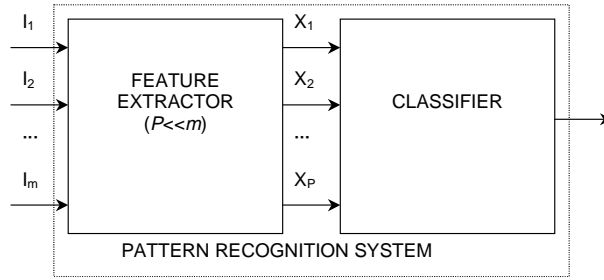 I1
X1
I2
FEATURE
EXTRACTOR
(P<<m)
X2
CLASSIFIER
...
...
Im
XP
PATTERN RECOGNITION SYSTEM